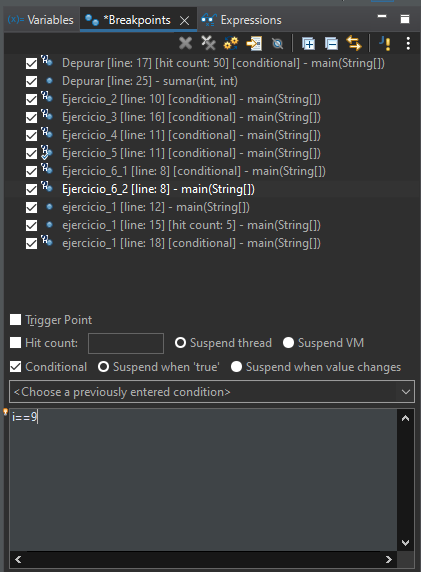 (x)= Variables *Breakpoints Expressions
Depurar [line: 17] [hit count: 50] [conditional] - main(String[])
Depurar [line: 25] - sumar(int, int)
Ejercicio_2 [line: 10] [conditional] - main(String[])
Ejercicio_3 [line: 16] [conditional] - main(String[])
Ejercicio_4 [line: 11] [conditional] - main(String[])
Ejercicio_5 [line: 11] [conditional] - main(String[])
Ejercicio_6_1 [line: 8] [conditional] - main(String[])
Ejercicio_6_2 [line: 8] - main(String[])
ejercicio_1 [line: 12] - main(String[])
ejercicio_1 [line: 15] [hit count: 5] - main(String[])
ejercicio_1 [line: 18] [conditional] - main(String[])
Trigger Point
Hit count: Suspend thread Suspend VM
Conditional Suspend when 'true' Suspend when value changes
<Choose a previously entered condition>
i==9